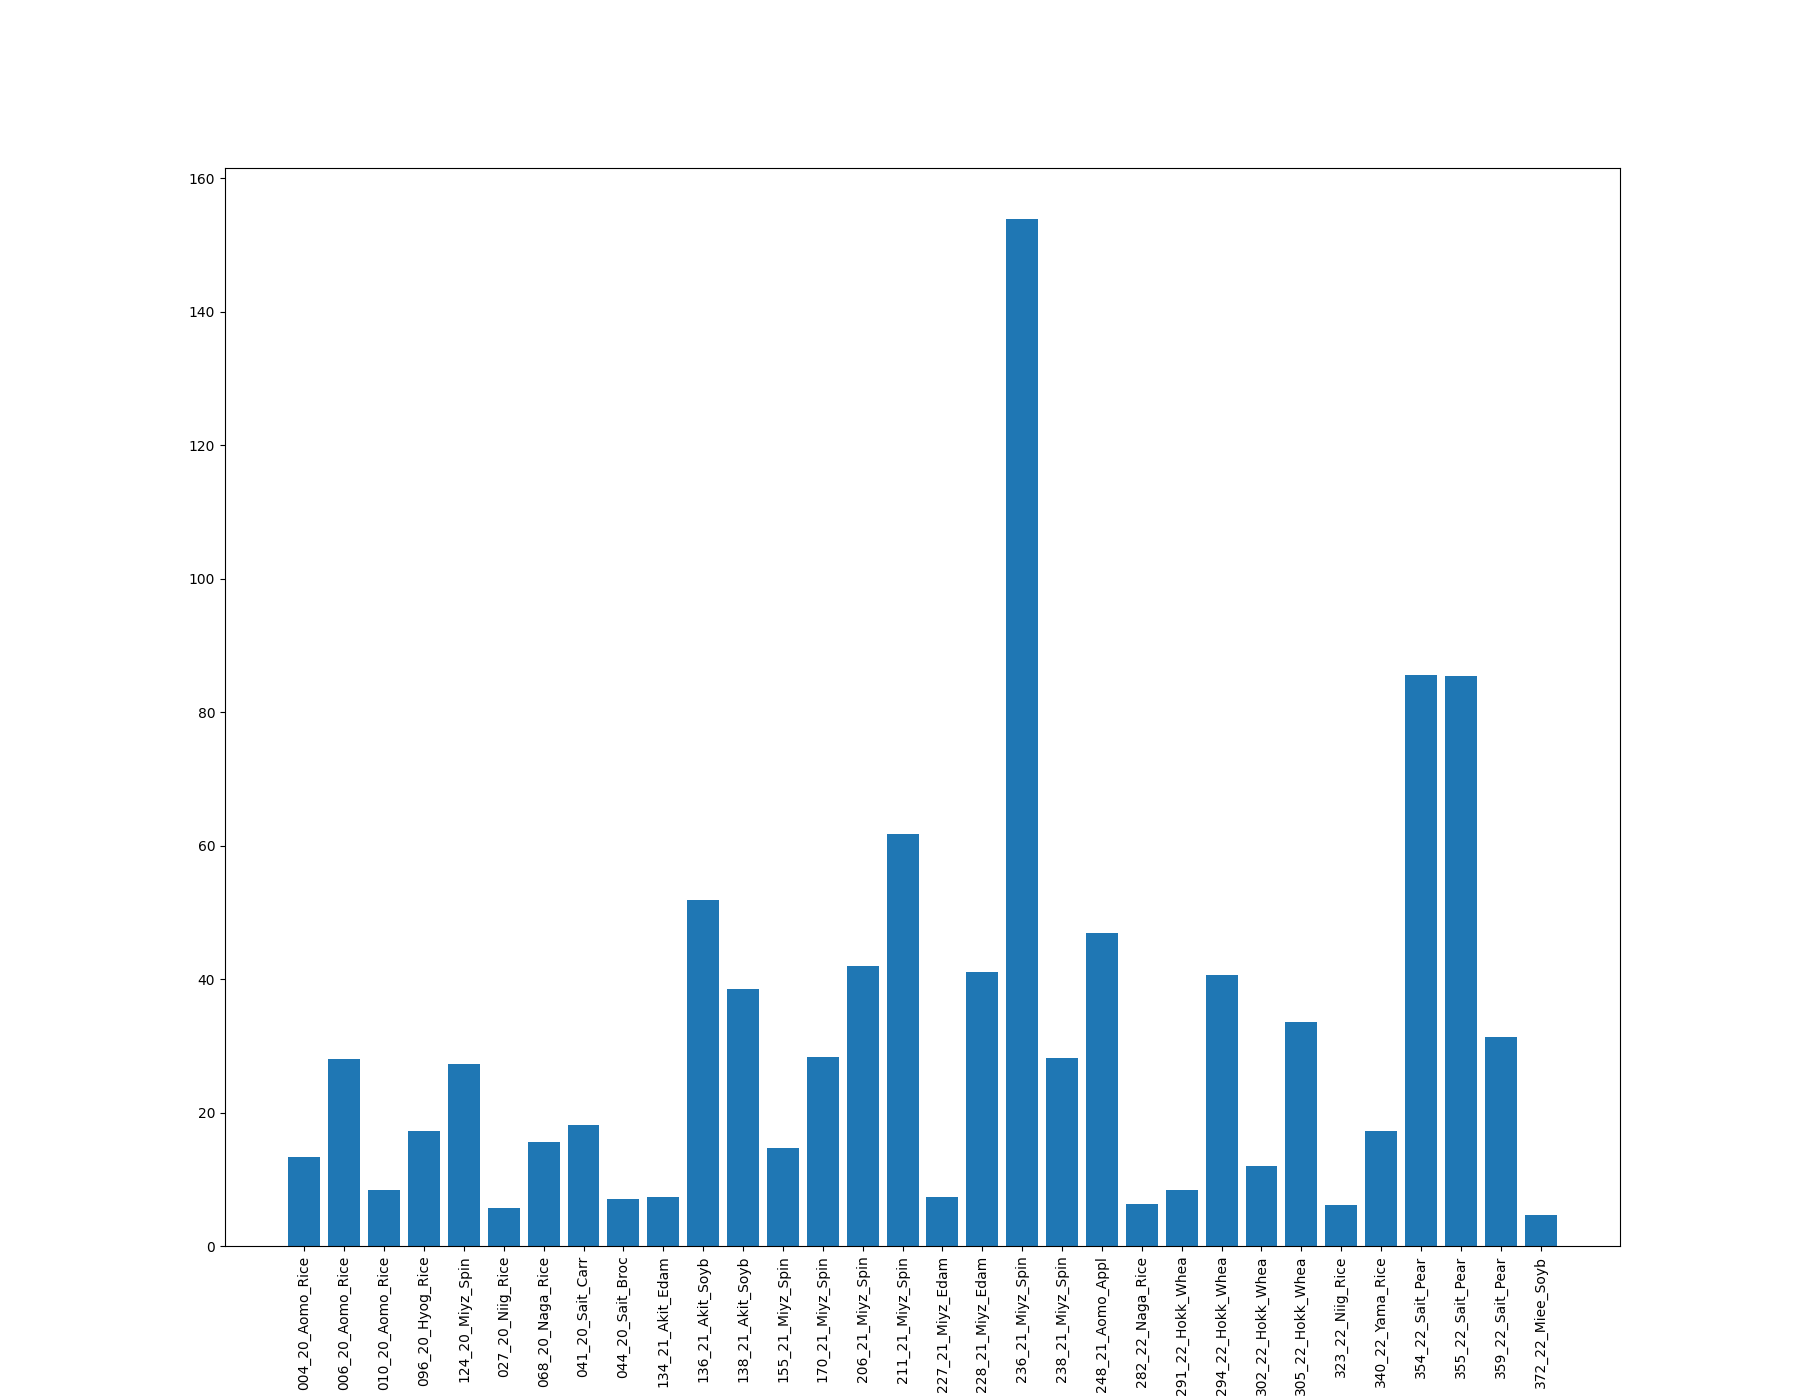 160
140
120
100
80
60
40
20
0
004_20_Aomo_Rice
006_20_Aomo_Rice
010_20_Aomo_Rice
096_20_Hyog_Rice
124_20_Miyz_Spin
027_20_Niig_Rice
068_20_Naga_Rice
041_20_Sait_Carr
044_20_Sait_Broc
134_21_Akit_Edam
136_21_Akit_Soyb
138_21_Akit_Soyb
155_21_Miyz_Spin
170_21_Miyz_Spin
206_21_Miyz_Spin
211_21_Miyz_Spin
227_21_Miyz_Edam
228_21_Miyz_Edam
236_21_Miyz_Spin
238_21_Miyz_Spin
248_21_Aomo_Appl
282_22_Naga_Rice
291_22_Hokk_Whea
294_22_Hokk_Whea
302_22_Hokk_Whea
305_22_Hokk_Whea
323_22_Niig_Rice
340_22_Yama_Rice
354_22_Sait_Pear
355_22_Sait_Pear
359_22_Sait_Pear
372_22_Miee_Soyb